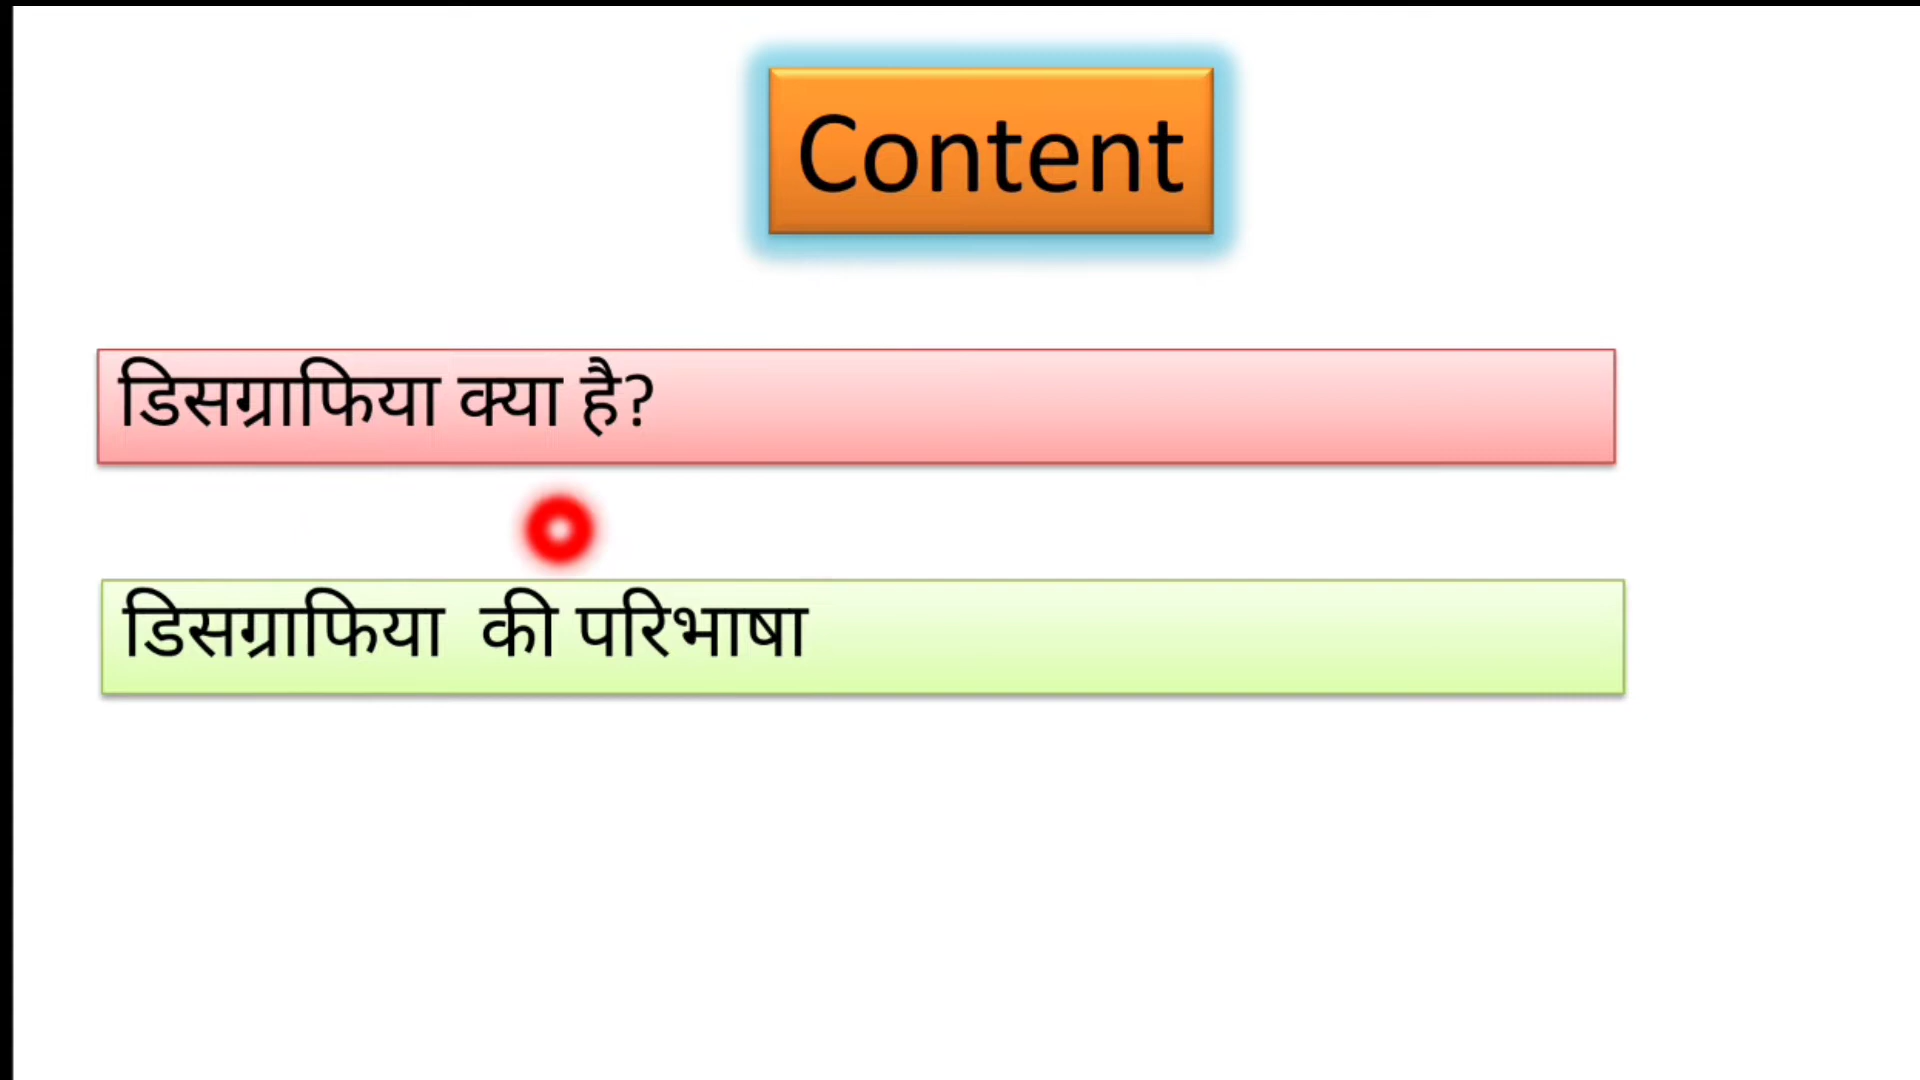 Content
डिसग्राफिया क्या है?
डिसग्राफिया की परिभाषा